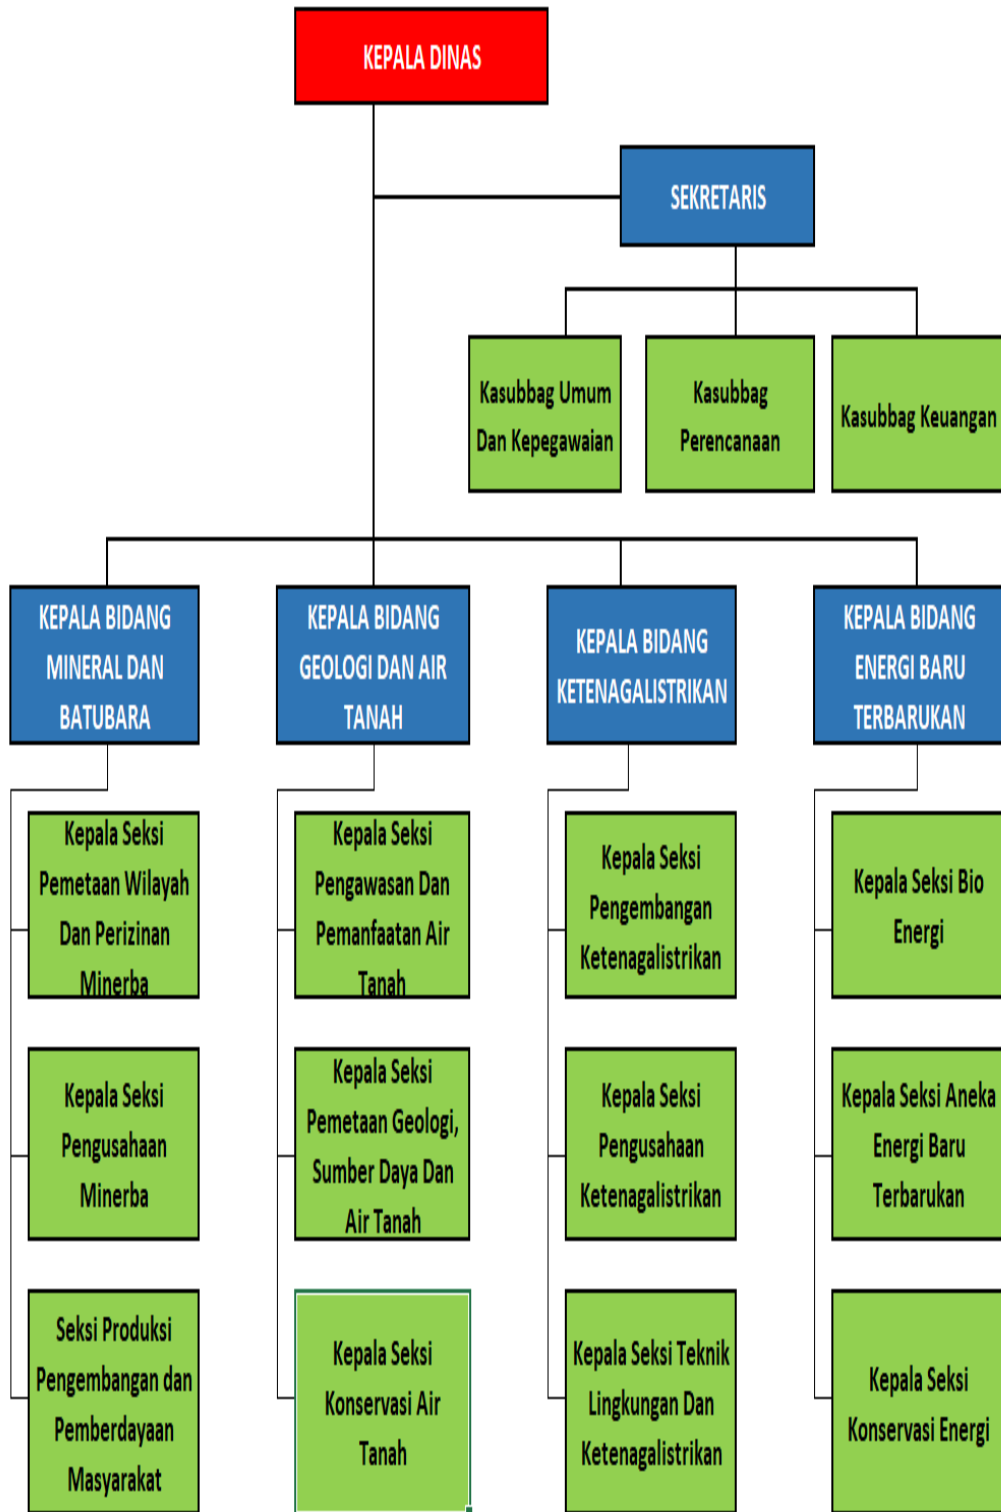 KEPALA DINAS
SEKRETARIS
Kasubbag Umum
Dan Kepegawaian
Kasubbag
Perencanaan
Kasubbag Keuangan
KEPALA BIDANG
MINERAL DAN
BATUBARA
KEPALA BIDANG
GEOLOGI DAN AIR
TANAH
KEPALA BIDANG
KETENAGALISTRIKAN
KEPALA BIDANG
ENERGI BARU
TERBARUKAN
Kepala Seksi
Pemetaan Wilayah
Dan Perizinan
Minerba
Kepala Seksi
Pengawasan Dan
Pemanfaatan Air
Tanah
Kepala Seksi
Pengembangan
Ketenagalistrikan
Kepala Seksi Bio
Energi
Kepala Seksi
Pengusahaan
Minerba
Kepala Seksi
Pemetaan Geologi,
Sumber Daya Dan
Air Tanah
Kepala Seksi
Pengusahaan
Ketenagalistrikan
Kepala Seksi Aneka
Energi Baru
Terbarukan
Seksi Produksi
Pengembangan dan
Pemberdayaan
Masyarakat
Kepala Seksi
Konservasi Air
Tanah
Kepala Seksi Teknik
Lingkungan Dan
Ketenagalistrikan
Kepala Seksi
Konservasi Energi